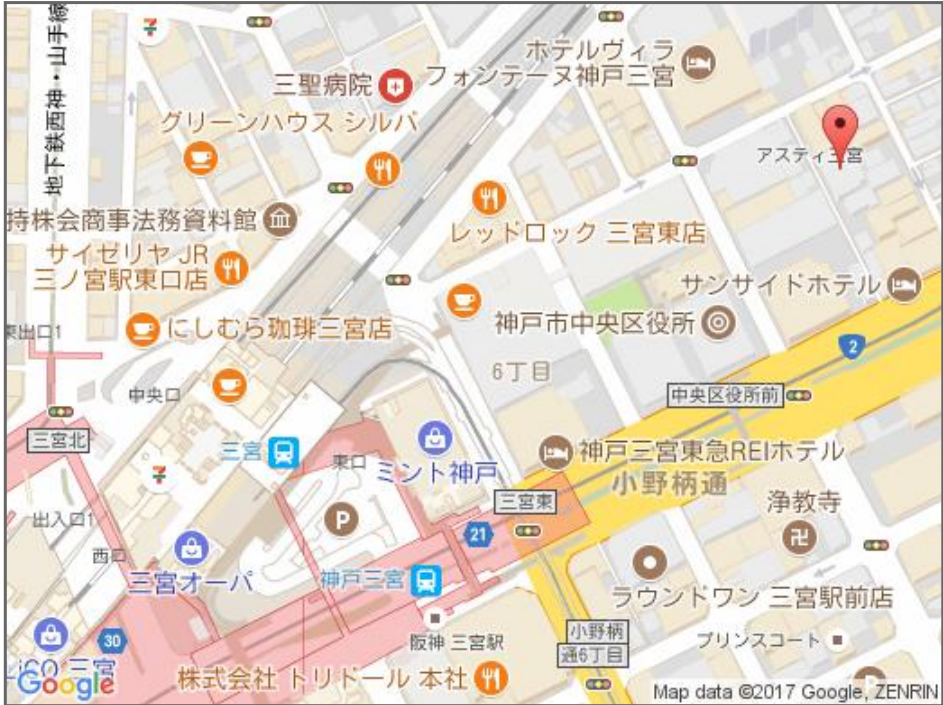 地下鉄西神・山手線
ホテルヴィラ
フォンテーヌ神戸三宮
三聖病院
グリーンハウス シルバ
アスティ三宮
持株会商事法務資料館
レッドロック 三宮東店
サイゼリヤ JR
三ノ宮駅東口店
サンサイドホテル
にしむら珈琲三宮店
神戸市中央区役所
東出口1
2
6丁目
中央口
中央区役所前
三宮北
三宮
東口
ミント神戸
神戸三宮東急REIホテル
小野柄通
三宮東
浄教寺
P
出入口1
21
西口
三宮オーパ
神戸三宮
ラウンドワン 三宮駅前店
30
阪神 三宮駅
小野柄
通6丁目
プリンスコート
三宮
株式会社 トリドール 本社
Google
Map data ©2017 Google, ZENRIN